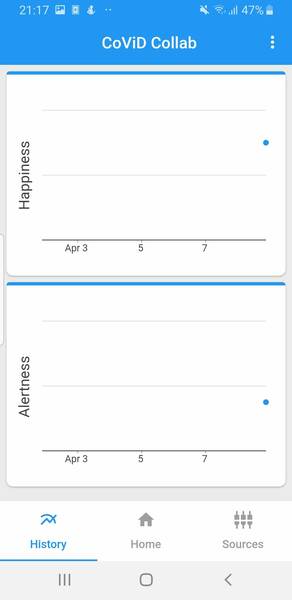 21:17 47%
CoViD Collab
Happiness
Apr 3 5 7
Alertness
Apr 3 5 7
History Home Sources